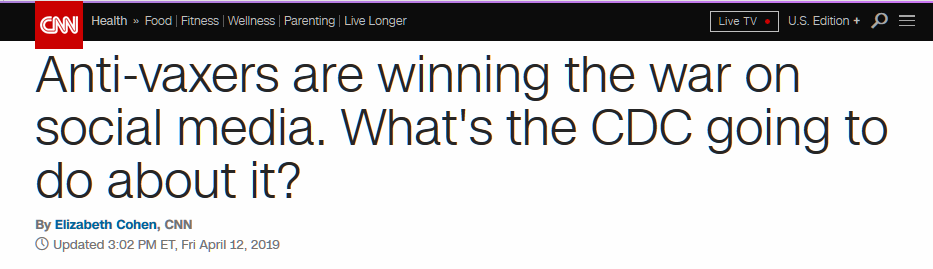 CNN Health » Food | Fitness | Wellness | Parenting | Live Longer Live TV U.S. Edition +
Anti-vaxers are winning the war on
social media. What's the CDC going to
do about it?
By Elizabeth Cohen, CNN
Updated 3:02 PM ET, Fri April 12, 2019